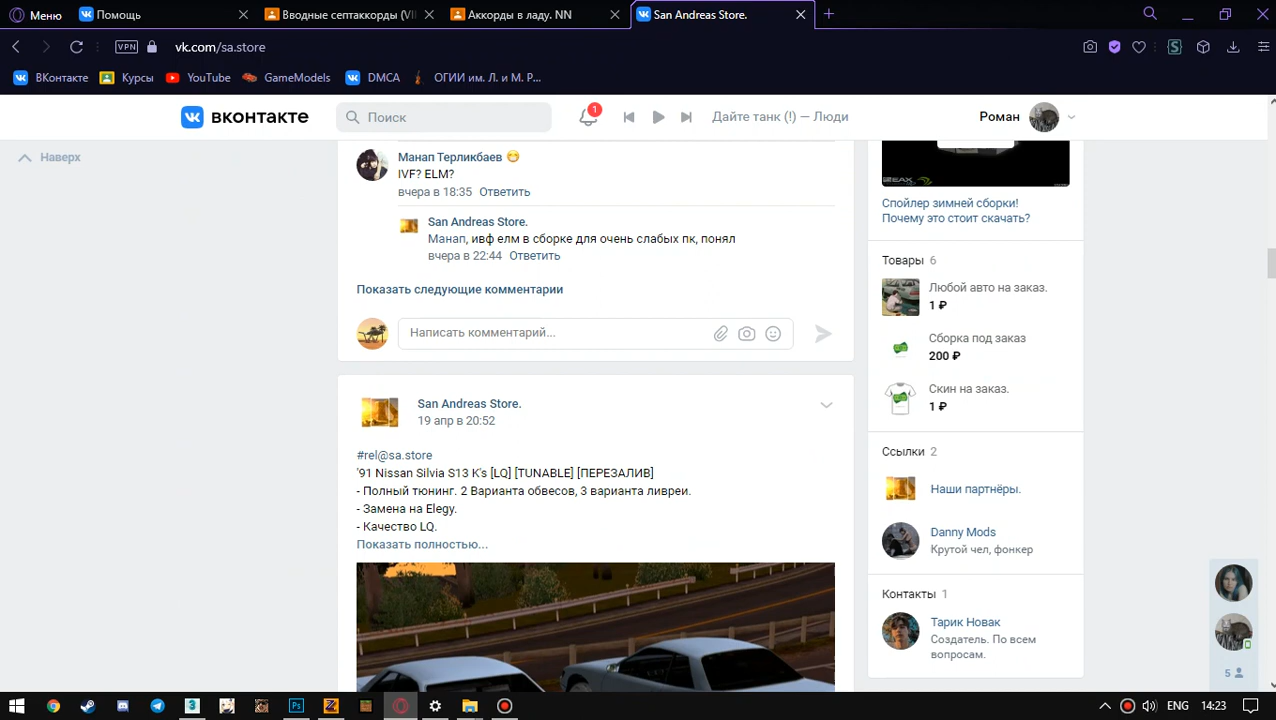 Меню
Помощь
Вводные септаккорды (VI
Аккорды в ладу. NN
San Andreas Store.
VPN
vk.com/sa.store
ВКонтакте
Курсы
YouTube
GameModels
DMCA
ОГИИ им. Л. и М. Р...
вконтакте
Поиск
1
Дайте танк (!) — Люди
Роман
Наверх
Манап Терликбаев
IVF? ELM?
вчера в 18:35 Ответить
San Andreas Store.
Манап, ивф елм в сборке для очень слабых пк, понял
вчера в 22:44 Ответить
Показать следующие комментарии
Написать комментарий...
San Andreas Store.
19 апр в 20:52
#rel@sa.store
'91 Nissan Silvia S13 K's [LQ] [TUNABLE] [ПЕРЕЗАЛИВ]
- Полный тюнинг. 2 Варианта обвесов, 3 варианта ливреи.
- Замена на Elegy.
- Качество LQ.
Показать полностью...
EAX
Спойлер зимней сборки!
Почему это стоит скачать?
Товары 6
Любой авто на заказ.
1 ₽
Сборка под заказ
200 ₽
Скин на заказ.
1 ₽
Ссылки 2
Наши партнёры.
Danny Mods
Крутой чел, фонкер
Контакты 1
Тарик Новак
Создатель. По всем
вопросам.
5
ENG
14:23